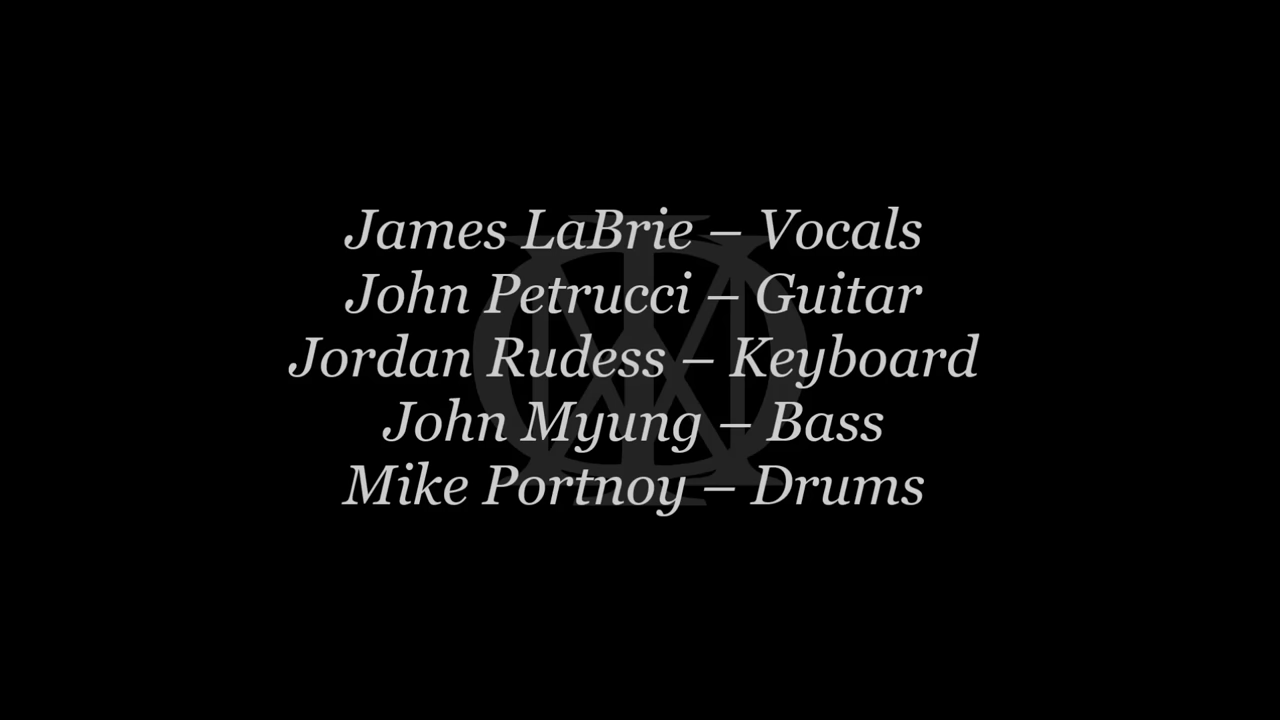 James LaBrie – Vocals
John Petrucci – Guitar
Jordan Rudess – Keyboard
John Myung – Bass
Mike Portnoy – Drums